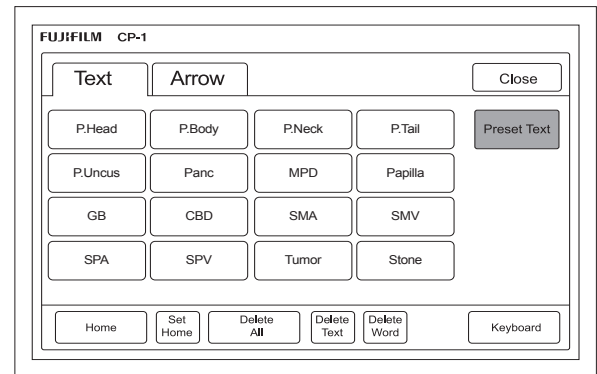 FUJIFILM CP-1
Text Arrow Close
P.Head P.Body P.Neck P.Tail Preset Text
P.Uncus Panc MPD Papilla
GB CBD SMA SMV
SPA SPV Tumor Stone
Home Set Home Delete All Delete Text Delete Word Keyboard